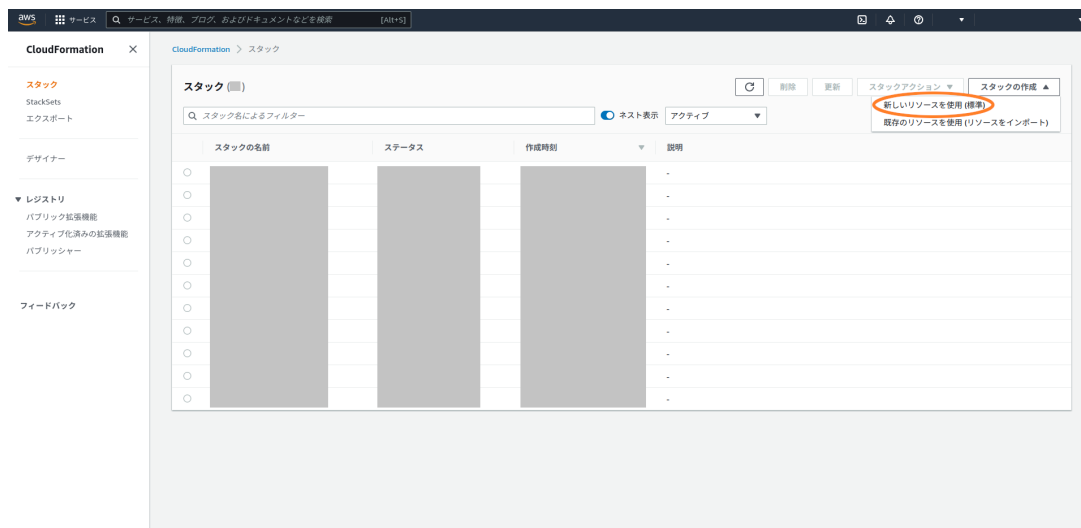 aws サービス サービス、特徴、ブログ、およびドキュメントなどを検索 [Alt+S]
CloudFormation
スタック
StackSets
エクスポート
デザイナー
レジストリ
パブリック拡張機能
アクティブ化済みの拡張機能
パブリッシャー
フィードバック
CloudFormation > スタック
スタック ( )
削除 更新 スタックアクション スタックの作成
新しいリソースを使用 (標準)
既存のリソースを使用 (リソースをインポート)
スタック名によるフィルター ネスト表示 アクティブ
スタックの名前 ステータス 作成時刻 説明
-
-
-
-
-
-
-
-
-
-
-